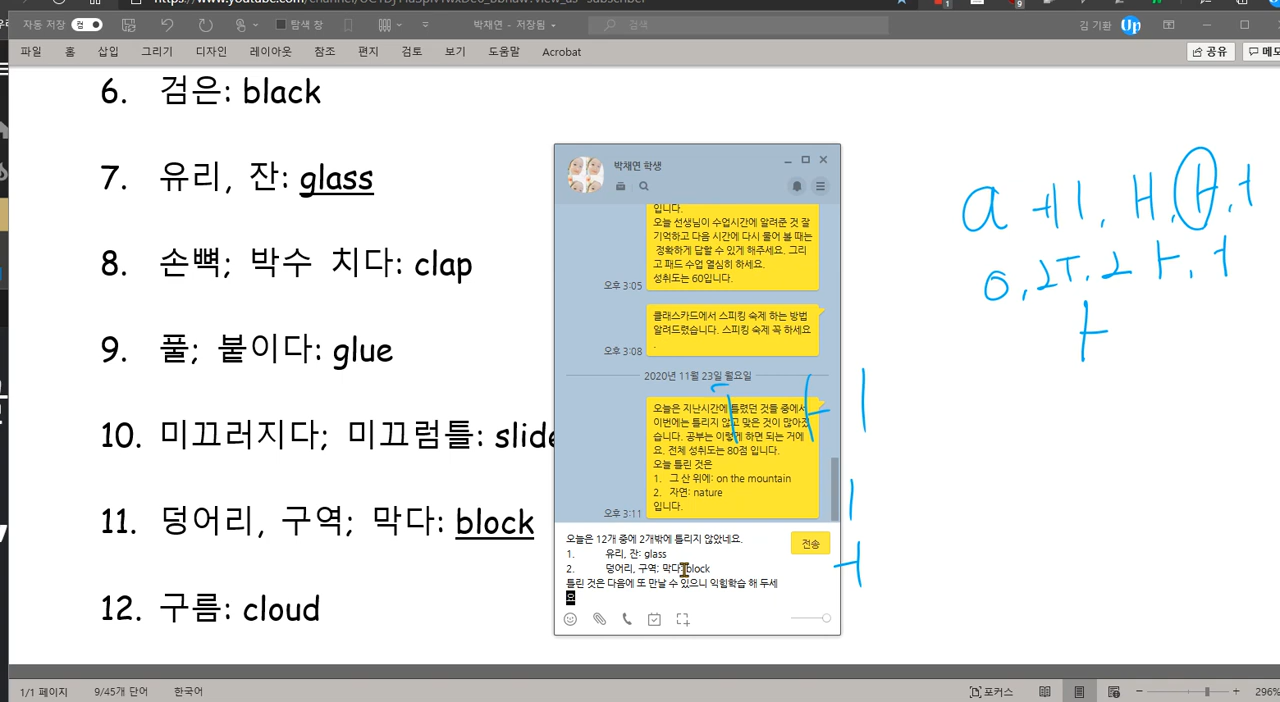 자동 저장 컴 탐색 창 박채연 - 저장됨 검색 김 기환 Up
파일 홈 삽입 그리기 디자인 레이아웃 참조 편지 검토 보기 도움말 Acrobat 공유 메모
6. 검은: black
7. 유리, 잔: glass
8. 손뼉; 박수 치다: clap
9. 풀; 붙이다: glue
10. 미끄러지다; 미끄럼틀: slide
11. 덩어리, 구역; 막다: block
12. 구름: cloud
박채연 학생
입니다.
오늘 선생님이 수업시간에 알려준 것 잘
기억하고 다음 시간에 다시 물어 볼 때는
정확하게 답할 수 있게 해주세요. 그리
고 패드 수업 열심히 하세요.
성취도는 60입니다.
오후 3:05
클래스카드에서 스피킹 숙제 하는 방법
알려드렸습니다. 스피킹 숙제 꼭 하세요
.
오후 3:08
2020년 11월 23일 월요일
오늘은 지난시간에 틀렸던 것들 중에서
이번에는 틀리지 않고 맞은 것이 많아졌
습니다. 공부는 이렇게 하면 되는 거에
요. 전체 성취도는 80점 입니다.
오늘 틀린 것은
1. 그 산 위에: on the mountain
2. 자연: nature
입니다.
오후 3:11
오늘은 12개 중에 2개밖에 틀리지 않았네요.
1. 유리, 잔: glass
2. 덩어리, 구역: 막다: block
틀린 것은 다음에 또 만날 수 있으니 익힘학습 해 두세
요
전송
a ㅔㅣ, ㅐ, ㅏ, ㅓ
o, ㅗㅜ, ㅗ ㅏ, ㅓ
ㅏ
1/1 페이지 9/45개 단어 한국어 포커스 296%